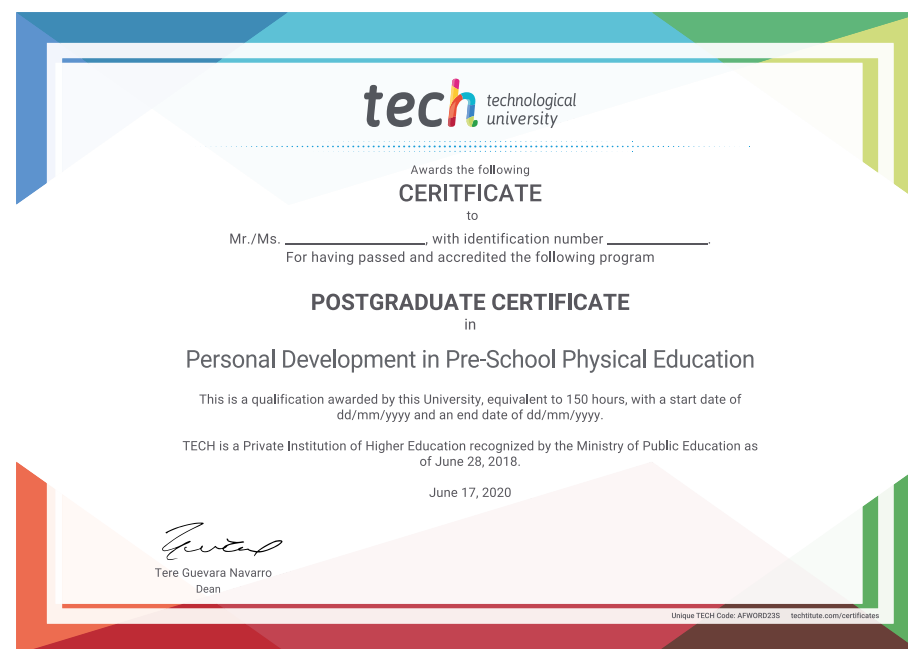 tech technological
university
Awards the following
CERITFICATE
to
Mr./Ms. ________________, with identification number ____________.
For having passed and accredited the following program
POSTGRADUATE CERTIFICATE
in
Personal Development in Pre-School Physical Education
This is a qualification awarded by this University, equivalent to 150 hours, with a start date of
dd/mm/yyyy and an end date of dd/mm/yyyy.
TECH is a Private Institution of Higher Education recognized by the Ministry of Public Education as
of June 28, 2018.
June 17, 2020
Tere Guevara Navarro
Dean
Unique TECH Code: AFWORD23S techtitute.com/certificates